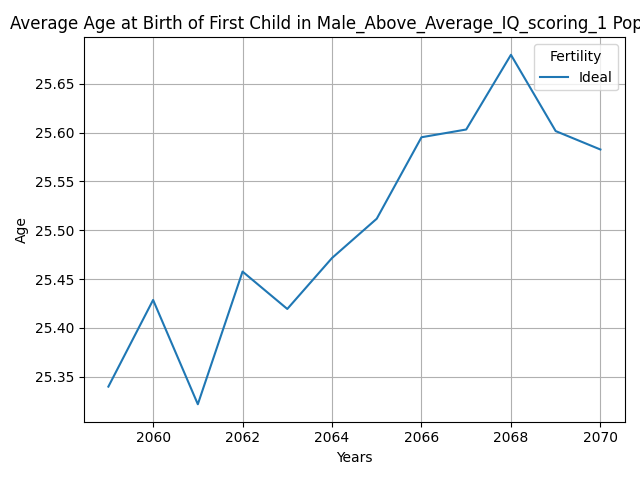 Average Age at Birth of First Child in Male_Above_Average_IQ_scoring_1 Pop
Fertility
Ideal
25.65
25.60
25.55
25.50
25.45
25.40
25.35
Age
2060 2062 2064 2066 2068 2070
Years